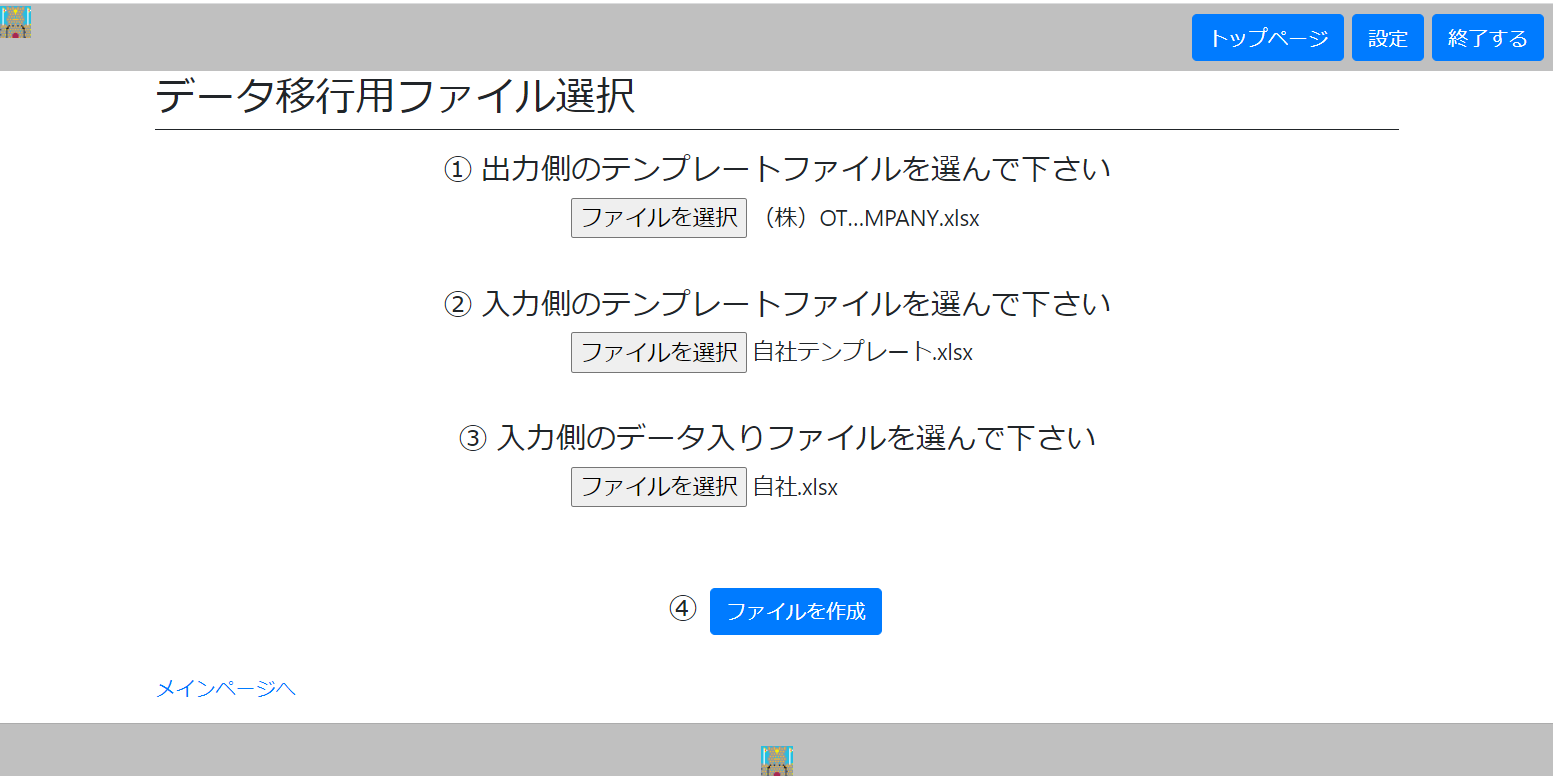 トップページ 設定 終了する
データ移行用ファイル選択
① 出力側のテンプレートファイルを選んで下さい
ファイルを選択 （株）OT...MPANY.xlsx
② 入力側のテンプレートファイルを選んで下さい
ファイルを選択 自社テンプレート.xlsx
③ 入力側のデータ入りファイルを選んで下さい
ファイルを選択 自社.xlsx
④ ファイルを作成
メインページへ